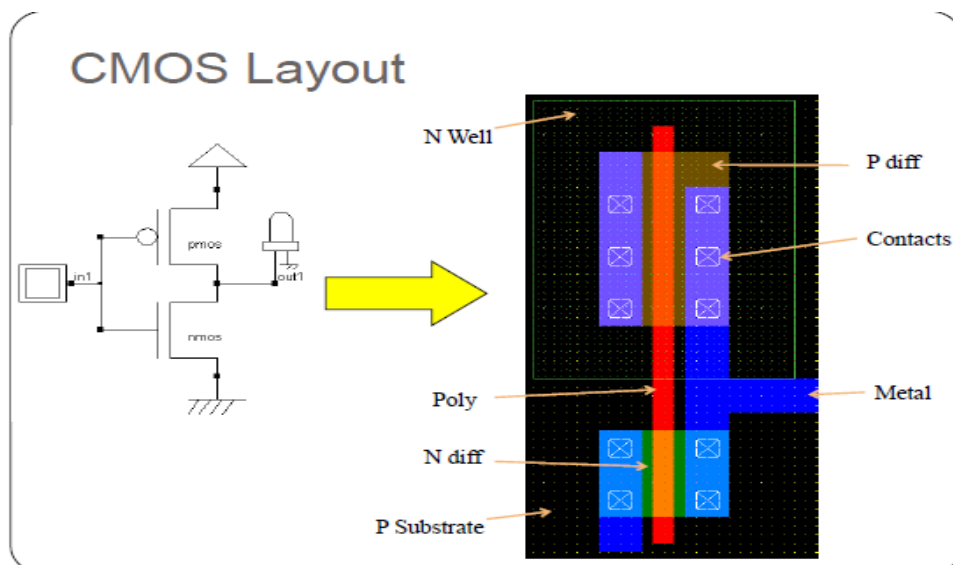 CMOS Layout
pmos
in1
out1
nmos
N Well
P diff
Contacts
Poly
Metal
N diff
P Substrate